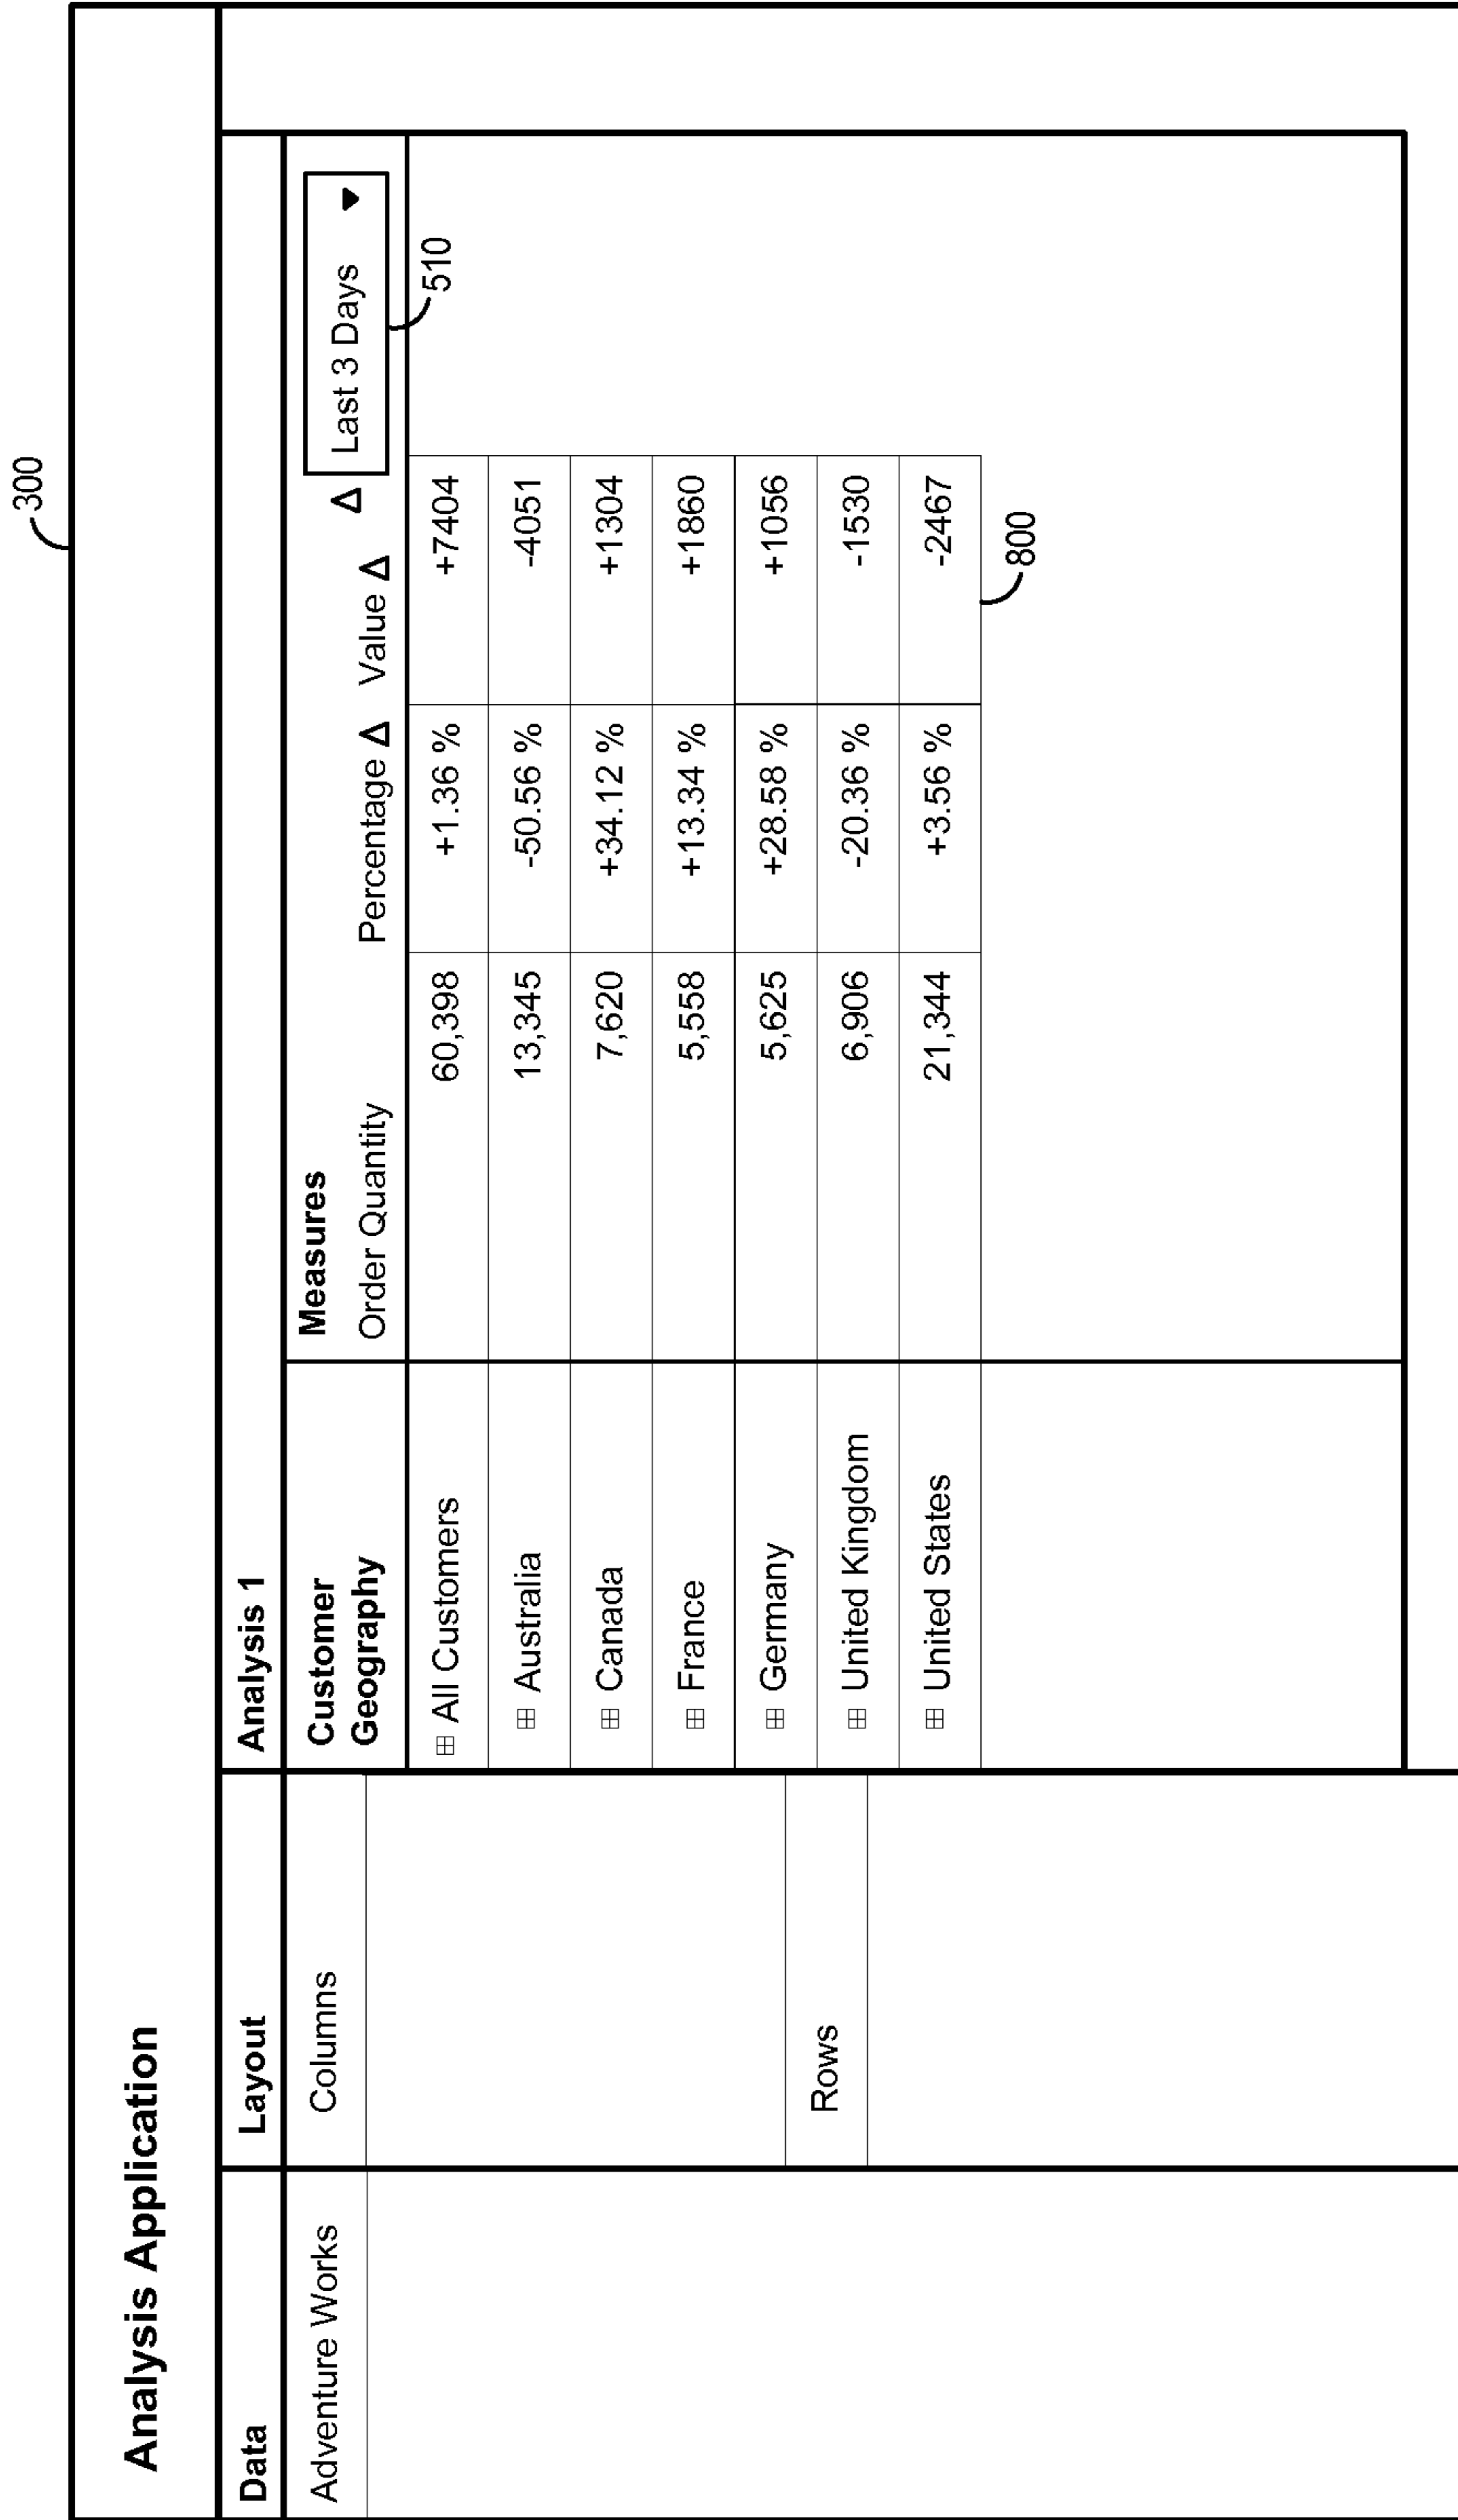 300
Analysis Application
Data
Layout
Analysis 1
Adventure Works
Columns
Rows
Customer
Geography
Measures
Order Quantity Percentage Δ Value Δ Δ Last 3 Days ▼
510
⊞ All Customers 60,398 +1.36 % +7404
⊞ Australia 13,345 -50.56 % -4051
⊞ Canada 7,620 +34.12 % +1304
⊞ France 5,558 +13.34 % +1860
⊞ Germany 5,625 +28.58 % +1056
⊞ United Kingdom 6,906 -20.36 % -1530
⊞ United States 21,344 +3.56 % -2467
800